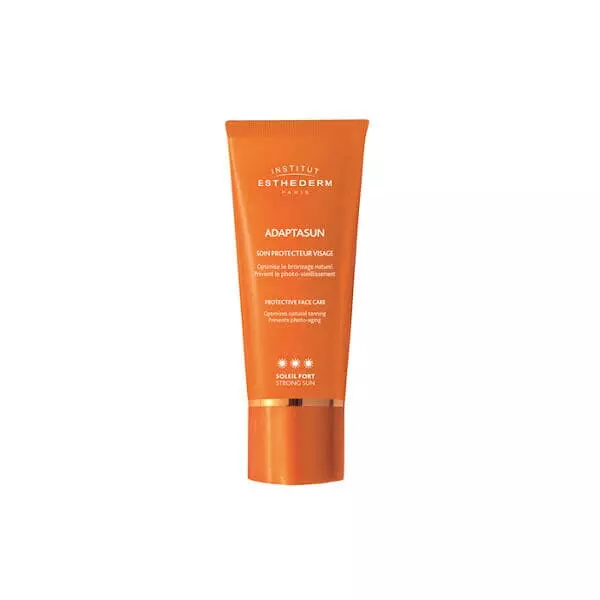 INSTITUT
ESTHEDERM
PARIS
ADAPTASUN
SOIN PROTECTEUR VISAGE
Optimise le bronzage naturel
Prévient le photo-vieillissement
PROTECTIVE FACE CARE
Optimizes natural tanning
Prevents photo-aging
SOLEIL FORT
STRONG SUN